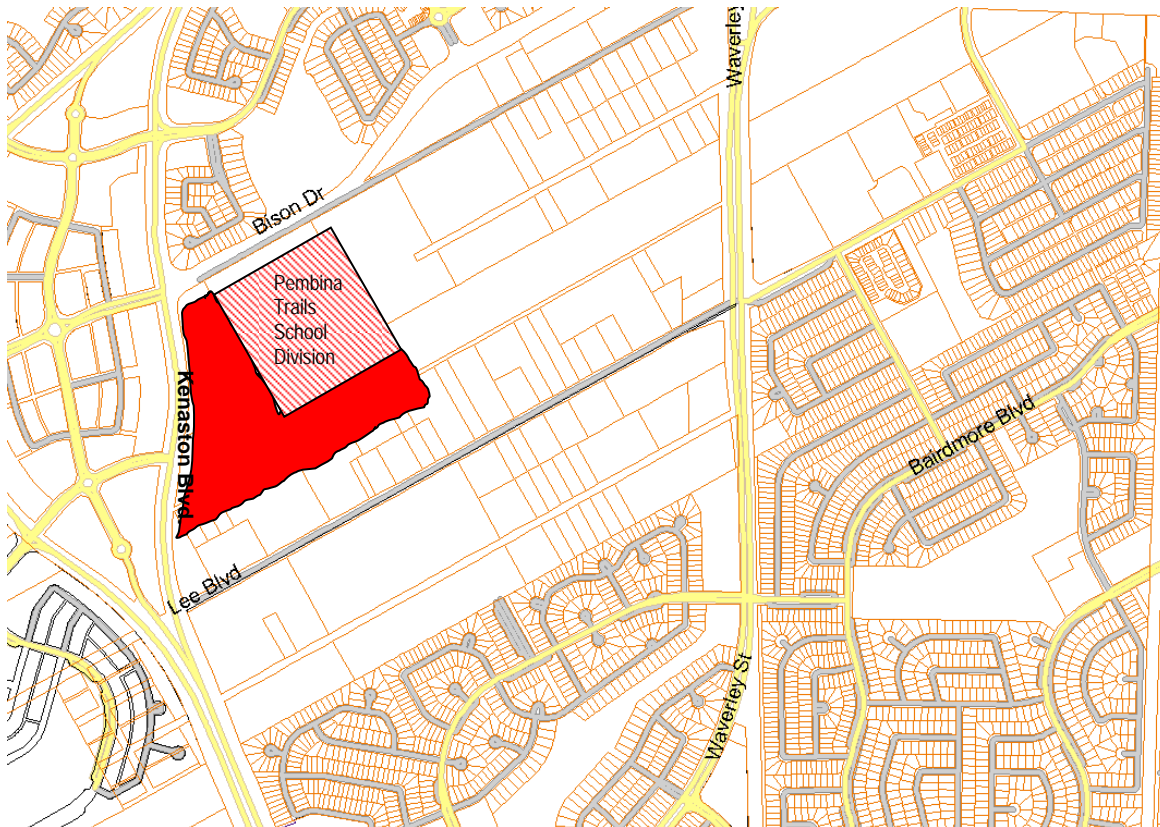 Waverley
Bison Dr
Pembina
Trails
School
Division
Kenaston Blvd.
Bairdmore Blvd
Lee Blvd
Waverley St